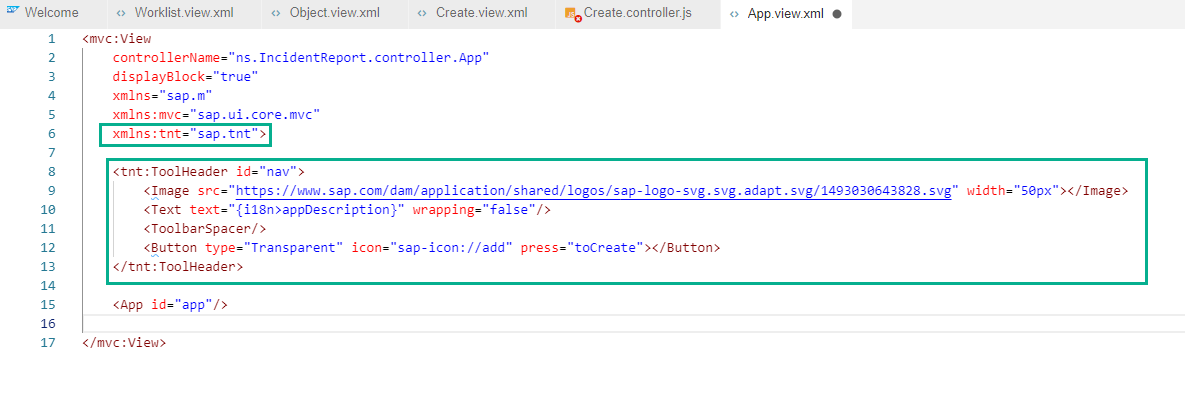 Welcome Worklist.view.xml Object.view.xml Create.view.xml Create.controller.js App.view.xml
1 <mvc:View
2 controllerName="ns.IncidentReport.controller.App"
3 displayBlock="true"
4 xmlns="sap.m"
5 xmlns:mvc="sap.ui.core.mvc"
6 xmlns:tnt="sap.tnt">
7
8 <tnt:ToolHeader id="nav">
9 <Image src="https://www.sap.com/dam/application/shared/logos/sap-logo-svg.svg.adapt.svg/1493030643828.svg" width="50px"></Image>
10 <Text text="{i18n>appDescription}" wrapping="false"/>
11 <ToolbarSpacer/>
12 <Button type="Transparent" icon="sap-icon://add" press="toCreate"></Button>
13 </tnt:ToolHeader>
14
15 <App id="app"/>
16
17 </mvc:View>